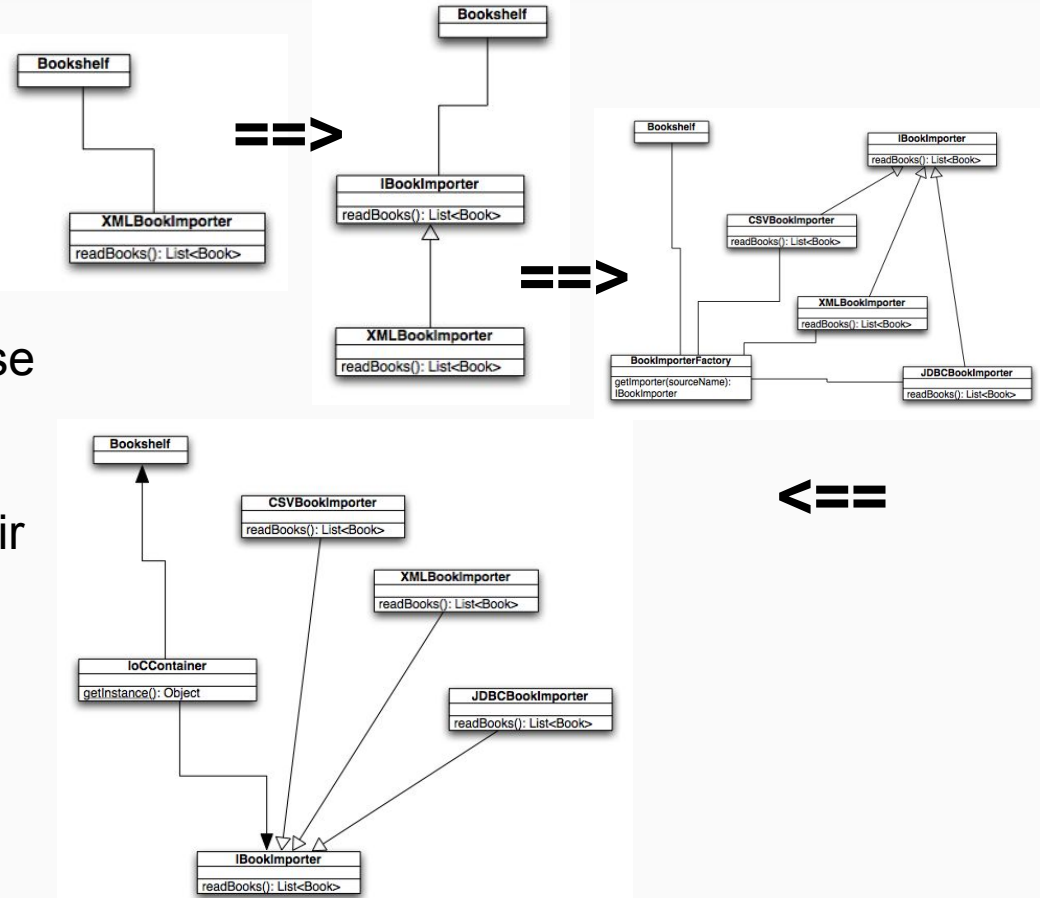 Bookshelf
XMLBookImporter
readBooks(): List<Book>
==>
Bookshelf
IBookImporter
readBooks(): List<Book>
XMLBookImporter
readBooks(): List<Book>
==>
Bookshelf
IBookImporter
readBooks(): List<Book>
CSVBookImporter
readBooks(): List<Book>
XMLBookImporter
readBooks(): List<Book>
BookImporterFactory
getImporter(sourceName):
IBookImporter
JDBCBookImporter
readBooks(): List<Book>
se
ir
<==
Bookshelf
CSVBookImporter
readBooks(): List<Book>
XMLBookImporter
readBooks(): List<Book>
IoCContainer
getInstance(): Object
JDBCBookImporter
readBooks(): List<Book>
IBookImporter
readBooks(): List<Book>